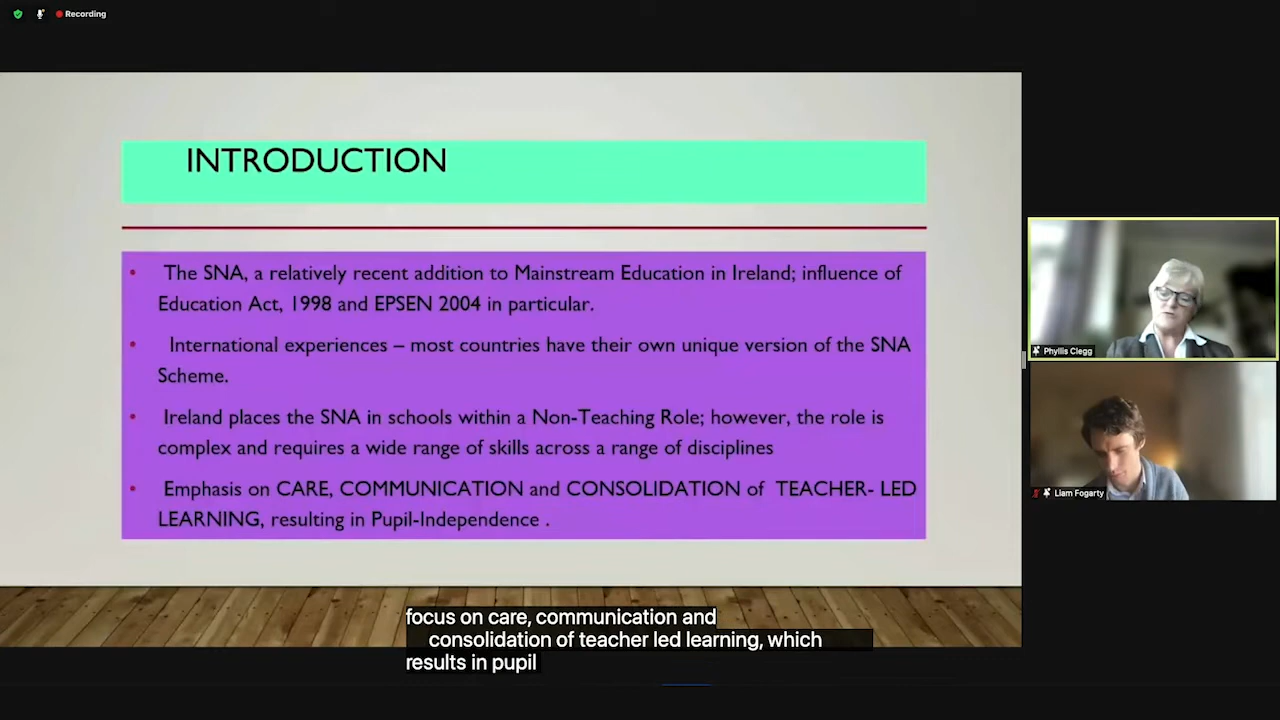 Recording
INTRODUCTION
• The SNA, a relatively recent addition to Mainstream Education in Ireland; influence of
Education Act, 1998 and EPSEN 2004 in particular.
• International experiences – most countries have their own unique version of the SNA
Scheme.
• Ireland places the SNA in schools within a Non-Teaching Role; however, the role is
complex and requires a wide range of skills across a range of disciplines
• Emphasis on CARE, COMMUNICATION and CONSOLIDATION of TEACHER- LED
LEARNING, resulting in Pupil-Independence .
Phyllis Clegg
Liam Fogarty
focus on care, communication and
consolidation of teacher led learning, which
results in pupil